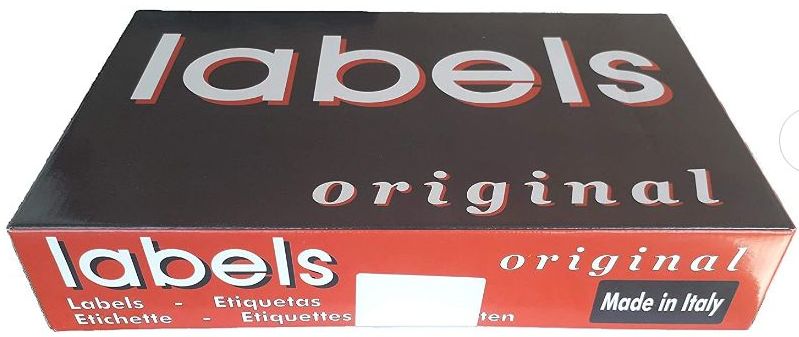 labels
original
labels
original
Labels - Etiquetas
Etichette - Etiquettes
Made in Italy